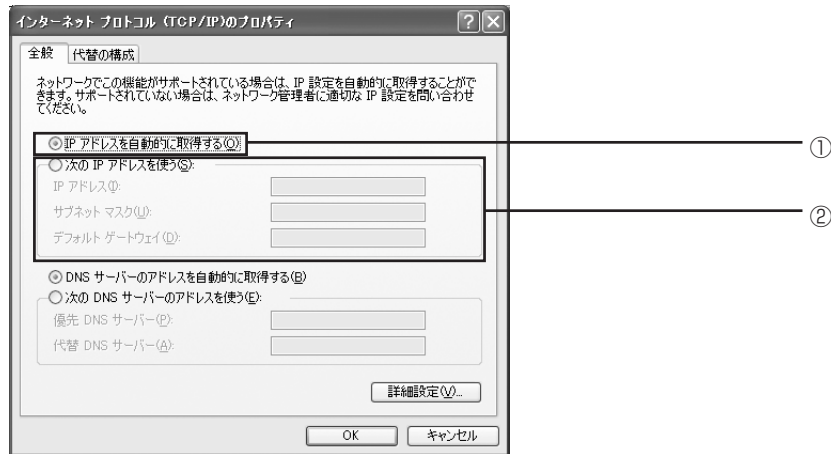 インターネット プロトコル (TCP/IP)のプロパティ
全般
代替の構成
ネットワークでこの機能がサポートされている場合は、IP 設定を自動的に取得することがで
きます。サポートされていない場合は、ネットワーク管理者に適切な IP 設定を問い合わせ
てください。
IP アドレスを自動的に取得する(O)
①
次の IP アドレスを使う(S):
IP アドレス(I):
サブネット マスク(U):
②
デフォルト ゲートウェイ(D):
DNS サーバーのアドレスを自動的に取得する(B)
次の DNS サーバーのアドレスを使う(E):
優先 DNS サーバー(P):
代替 DNS サーバー(A):
詳細設定(V)...
OK
キャンセル